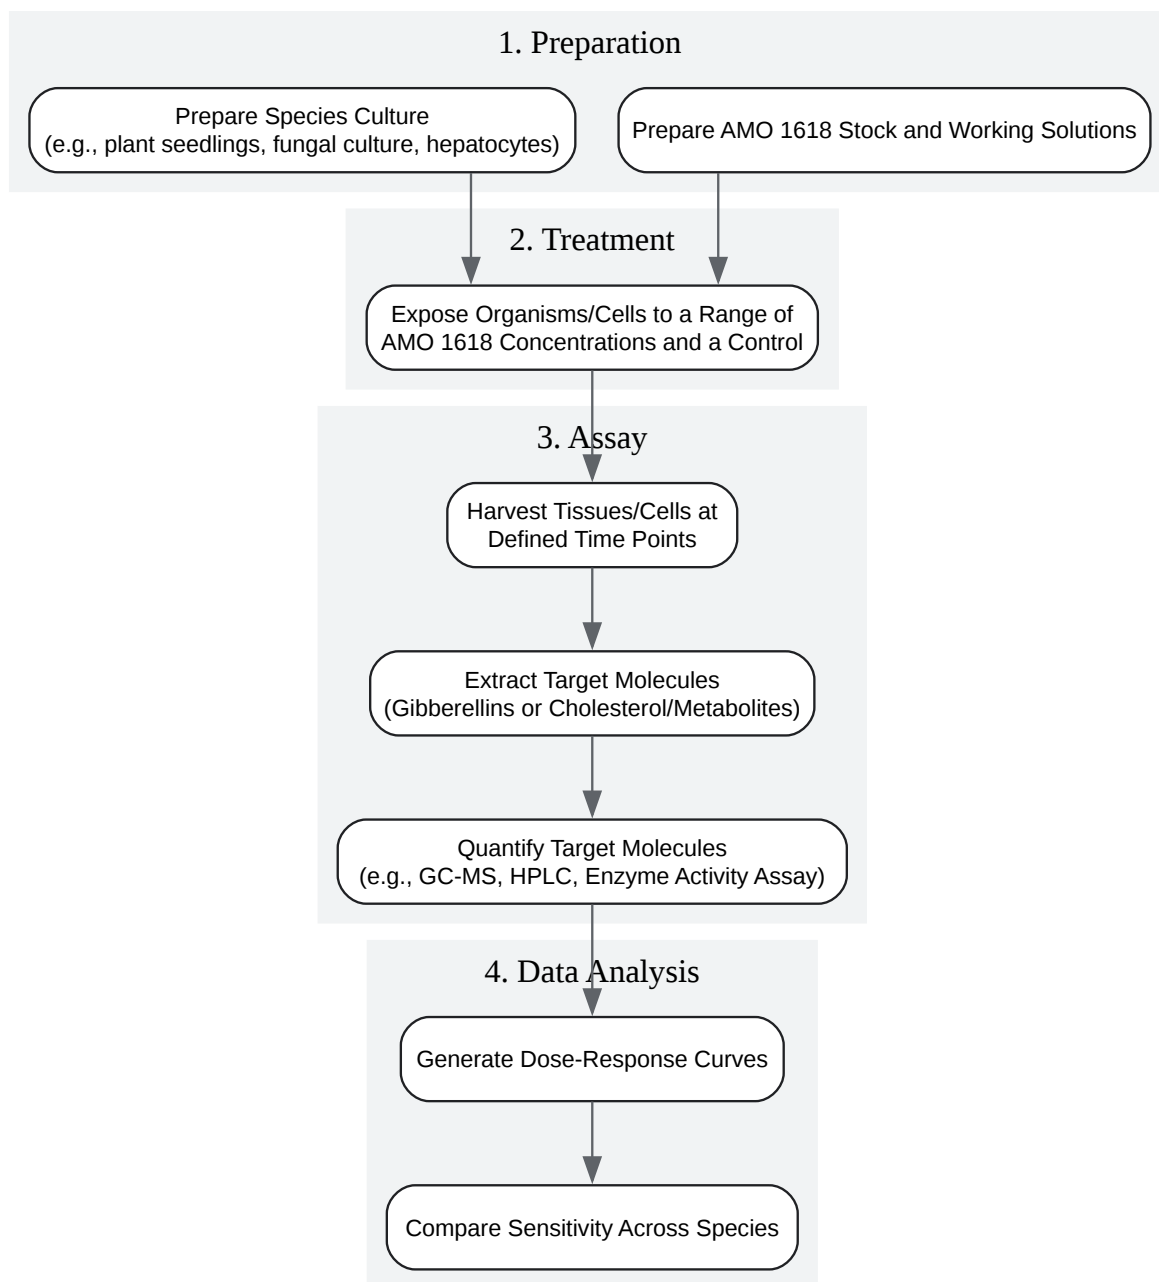 1. Preparation
Prepare Species Culture
(e.g., plant seedlings, fungal culture, hepatocytes)
Prepare AMO 1618 Stock and Working Solutions
2. Treatment
Expose Organisms/Cells to a Range of
AMO 1618 Concentrations and a Control
3. Assay
Harvest Tissues/Cells at
Defined Time Points
Extract Target Molecules
(Gibberellins or Cholesterol/Metabolites)
Quantify Target Molecules
(e.g., GC-MS, HPLC, Enzyme Activity Assay)
4. Data Analysis
Generate Dose-Response Curves
Compare Sensitivity Across Species